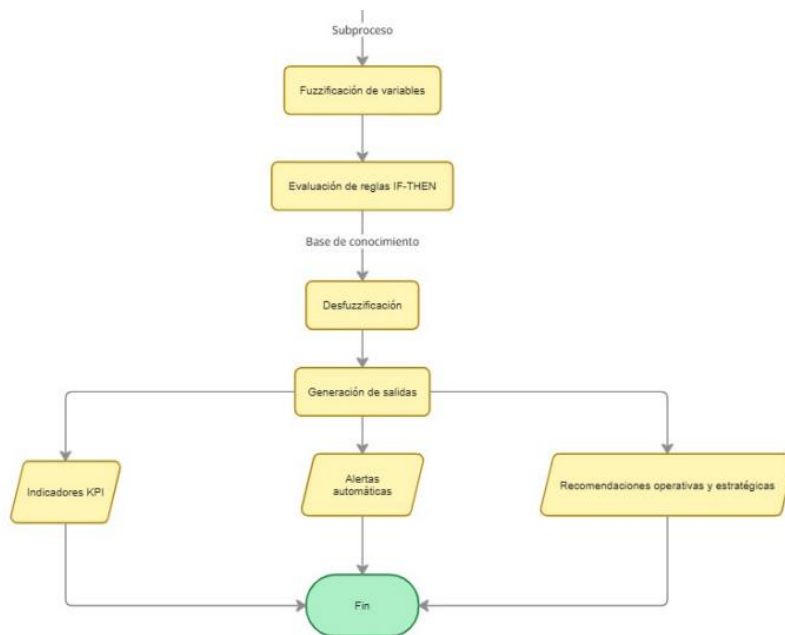 Subproceso
Fuzzificación de variables
Evaluación de reglas IF-THEN
Base de conocimiento
Desfuzzificación
Generación de salidas
Indicadores KPI
Alertas
automáticas
Recomendaciones operativas y estratégicas
Fin